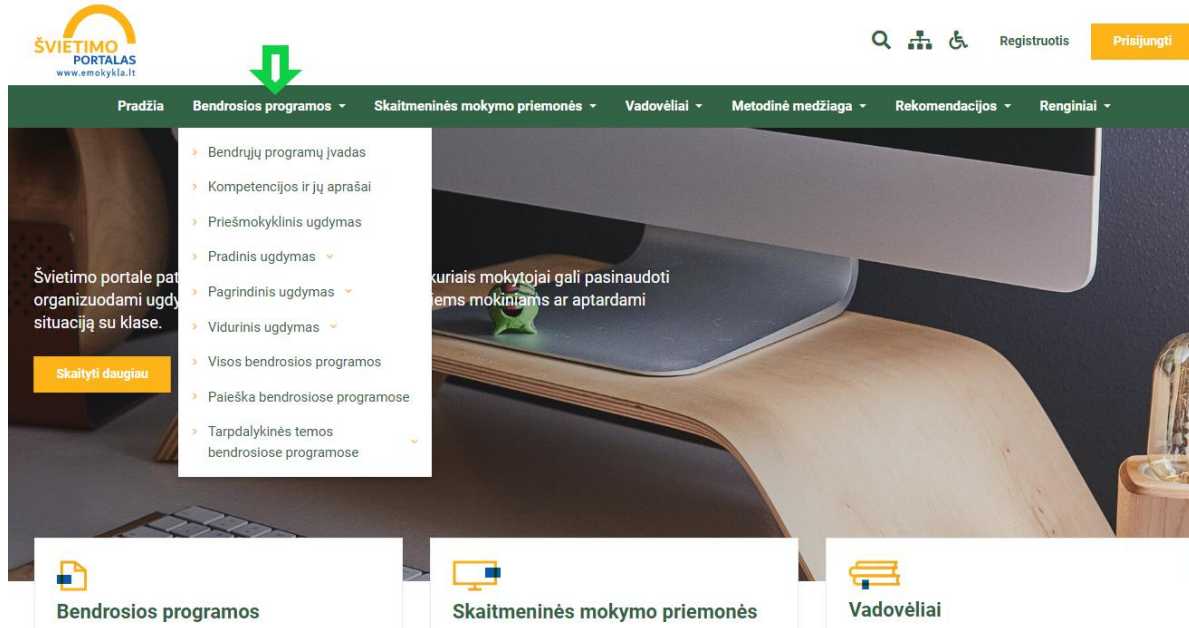 ŠVIETIMO
PORTALAS
www.emokykla.lt
Registruotis
Prisijungti
Pradžia
Bendrosios programos
Skaitmeninės mokymo priemonės
Vadovėliai
Metodinė medžiaga
Rekomendacijos
Renginiai
Bendrųjų programų įvadas
Kompetencijos ir jų aprašai
Priešmokyklinis ugdymas
Pradinis ugdymas
Pagrindinis ugdymas
Vidurinis ugdymas
Visos bendrosios programos
Paieška bendrosiose programose
Tarpdalykinės temos
bendrosiose programose
Švietimo portale kuriais mokytojai gali pasinaudoti
organizuodami mokiniams ar aptardami
situaciją su klase.
Skaityti daugiau
Bendrosios programos
Skaitmeninės mokymo priemonės
Vadovėliai